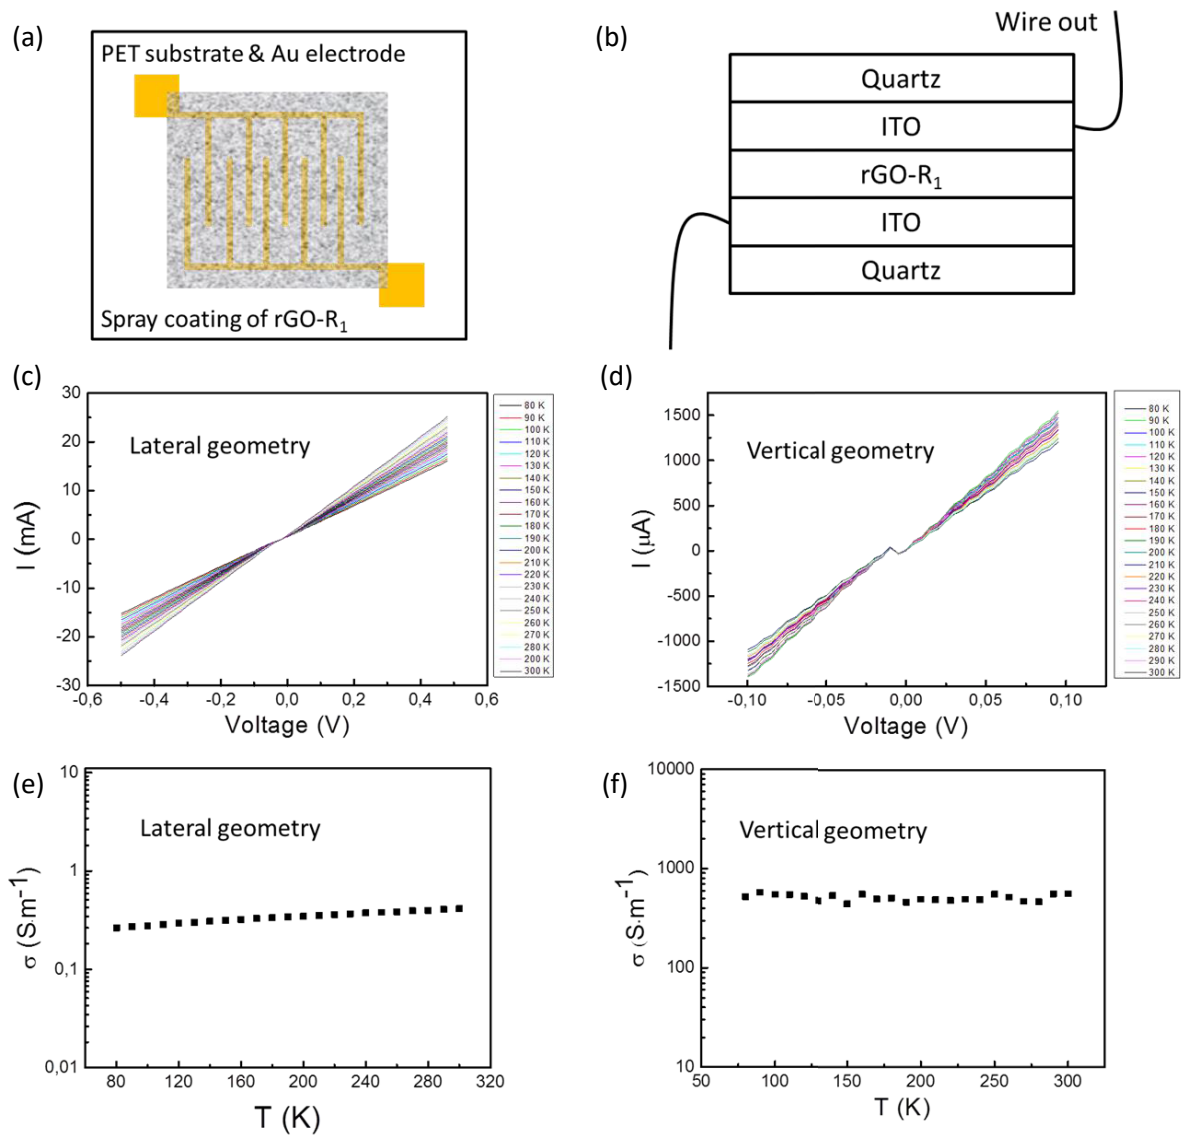 (a)
PET substrate & Au electrode
Spray coating of rGO-R1
(b)
Wire out
Quartz
ITO
rGO-R1
ITO
Quartz
(c)
Lateral geometry
I (mA)
30
20
10
0
-10
-20
-30
-0,6
-0,4
-0,2
0,0
0,2
0,4
0,6
Voltage (V)
80 K
90 K
100 K
110 K
120 K
130 K
140 K
150 K
160 K
170 K
180 K
190 K
200 K
210 K
220 K
230 K
240 K
250 K
260 K
270 K
280 K
200 K
300 K
(d)
Vertical geometry
I (μA)
1500
1000
500
0
-500
-1000
-1500
-0,10
-0,05
0,00
0,05
0,10
Voltage (V)
80 K
90 K
100 K
110 K
120 K
130 K
140 K
150 K
160 K
170 K
180 K
190 K
200 K
210 K
220 K
230 K
240 K
250 K
260 K
270 K
280 K
290 K
300 K
(e)
Lateral geometry
σ (S·m-1)
10
1
0,1
0,01
80
120
160
200
240
280
320
T (K)
(f)
Vertical geometry
σ (S·m-1)
10000
1000
100
10
50
100
150
200
250
300
T (K)